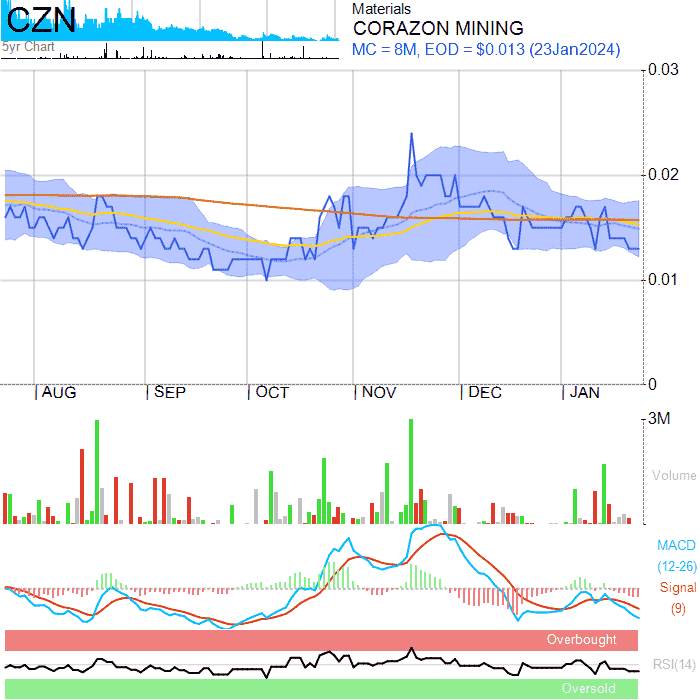 CZN
5yr Chart
Materials
CORAZON MINING
MC = 8M, EOD = $0.013 (23Jan2024)
0.03
0.02
0.01
0
AUG SEP OCT NOV DEC JAN
3M
Volume
MACD
(12-26)
Signal
(9)
Overbought
RSI(14)
Oversold